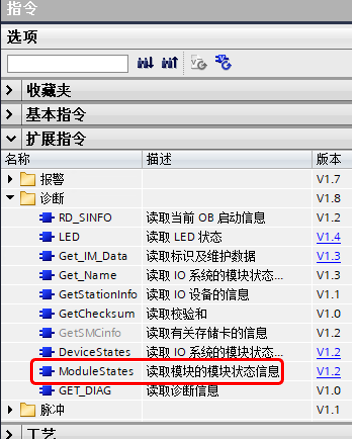 指令
选项
收藏夹
基本指令
扩展指令
名称 描述 版本
报警 V1.7
诊断 V1.8
RD_SINFO 读取当前 OB 启动信息 V1.2
LED 读取 LED 状态 V1.4
Get_IM_Data 读取标识及维护数据 V1.3
Get_Name 读取 IO 系统的模块状态... V1.3
GetStationInfo 读取 IO 设备的信息 V1.1
GetChecksum 读取校验和 V1.0
GetSMCinfo 读取有关存储卡的信息 V1.0
DeviceStates 读取 IO 系统的模块状态... V1.2
ModuleStates 读取模块的模块状态信息 V1.2
GET_DIAG 读取诊断信息 V1.0
脉冲 V1.1
工艺